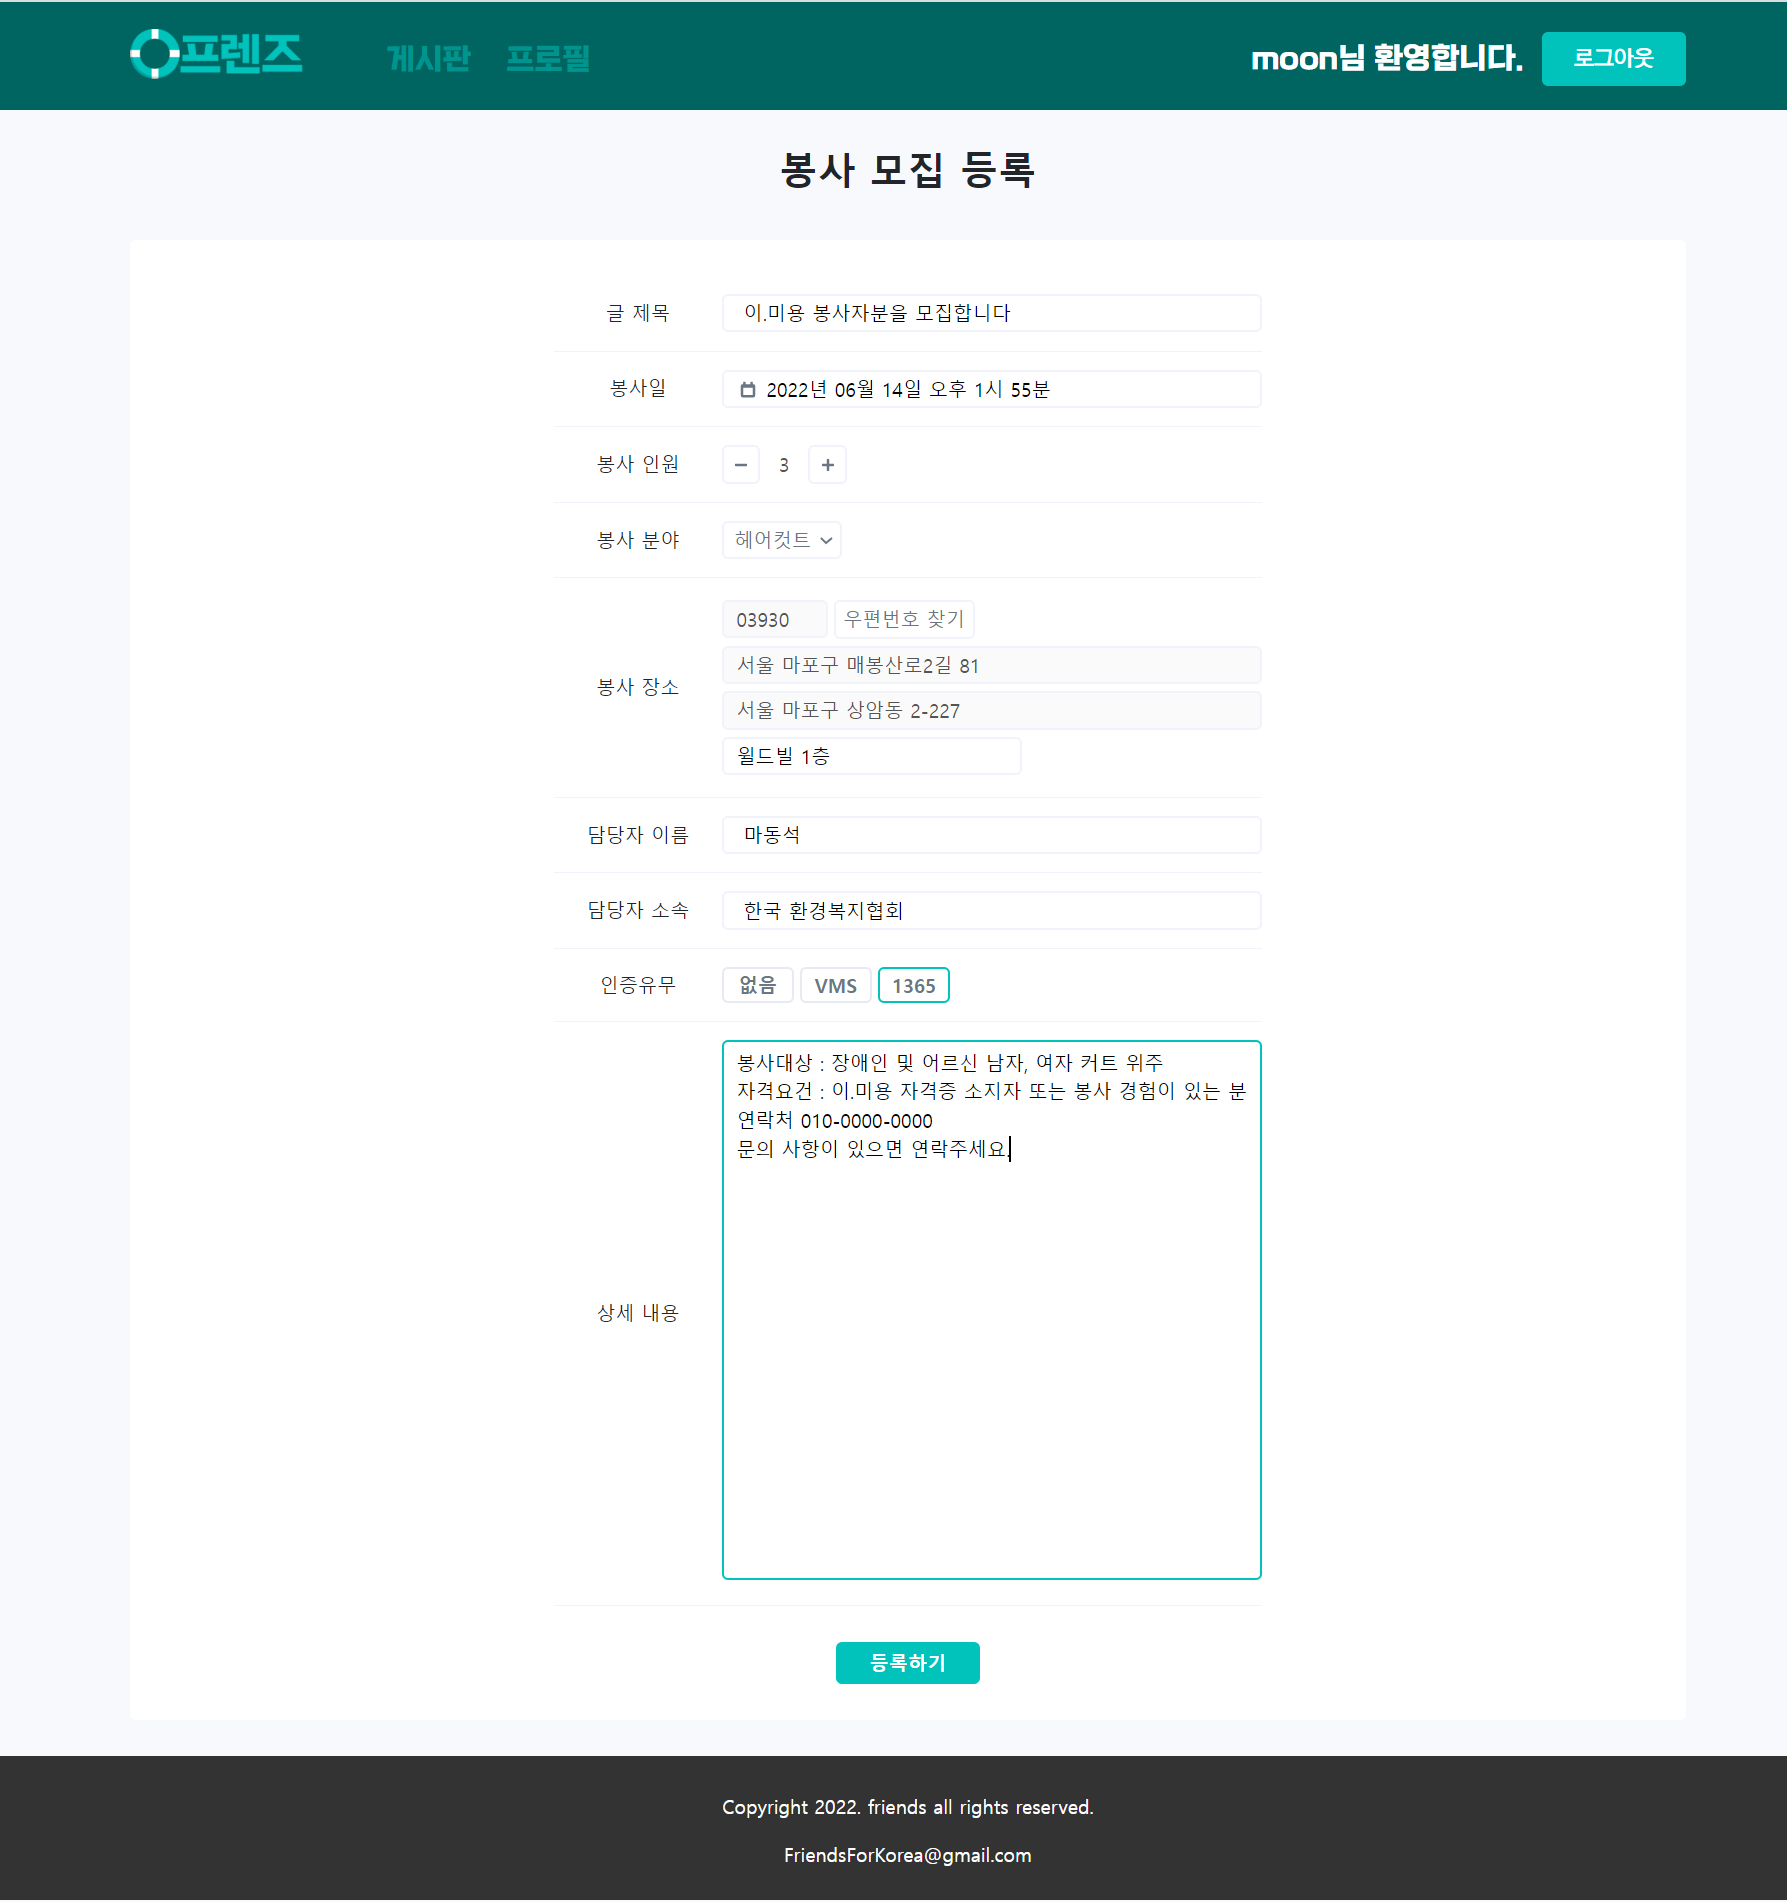 프렌즈 게시판 프로필 moon님 환영합니다. 로그아웃
봉사 모집 등록
글 제목 이.미용 봉사자분을 모집합니다
봉사일 2022년 06월 14일 오후 1시 55분
봉사 인원 − 3 +
봉사 분야 헤어컷트
03930 우편번호 찾기
서울 마포구 매봉산로2길 81
봉사 장소
서울 마포구 상암동 2-227
월드빌 1층
담당자 이름 마동석
담당자 소속 한국 환경복지협회
인증유무 없음 VMS 1365
봉사대상 : 장애인 및 어르신 남자, 여자 커트 위주
자격요건 : 이.미용 자격증 소지자 또는 봉사 경험이 있는 분
연락처 010-0000-0000
문의 사항이 있으면 연락주세요.
상세 내용
등록하기
Copyright 2022. friends all rights reserved.
FriendsForKorea@gmail.com